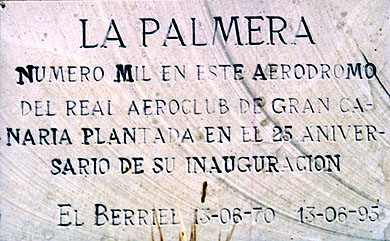 LA PALMERA
NUMERO MIL EN ESTE AERODROMO
DEL REAL AEROCLUB DE GRAN CA-
NARIA PLANTADA EN EL 25 ANIVER-
SARIO DE SU INAUGURACION
EL BERRIEL 13-06-70 13-06-95